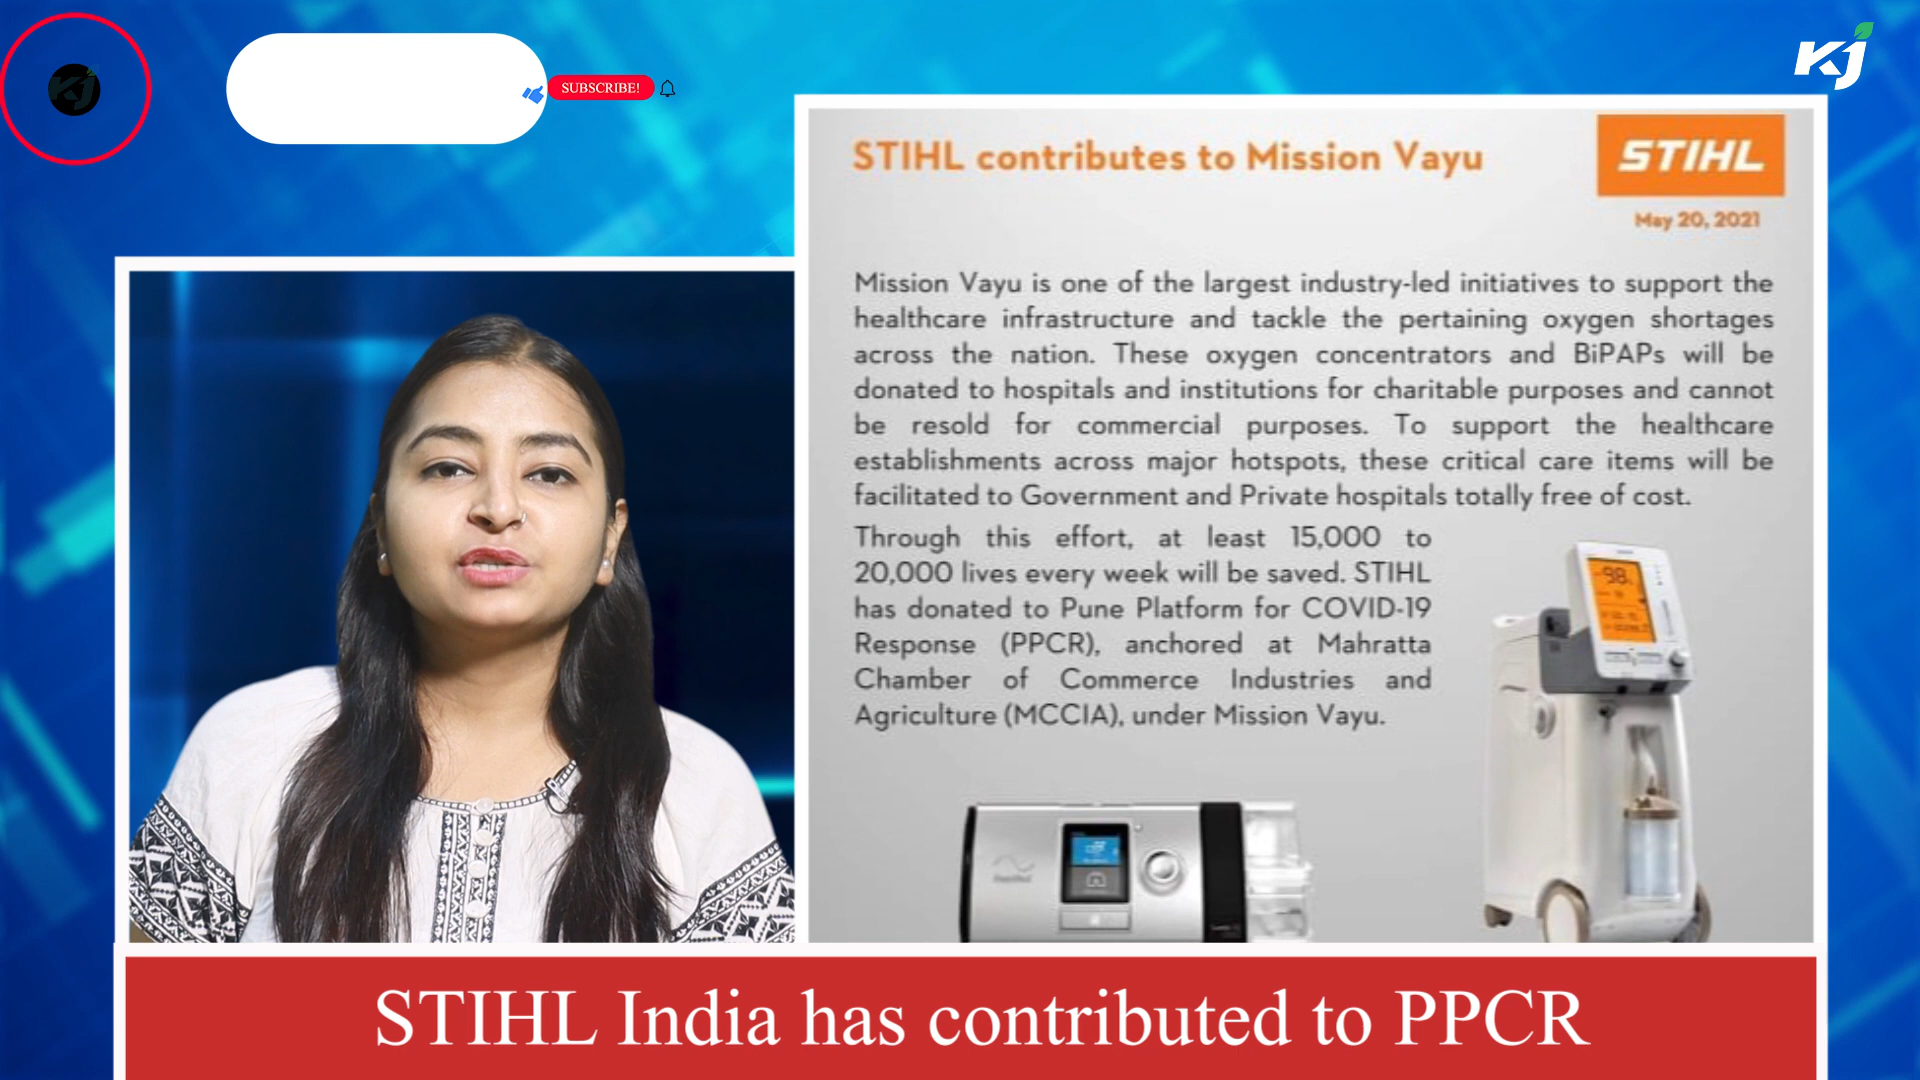 KJ
SUBSCRIBE!
STIHL contributes to Mission Vayu
STIHL
May 20, 2021
Mission Vayu is one of the largest industry-led initiatives to support the
healthcare infrastructure and tackle the pertaining oxygen shortages
across the nation. These oxygen concentrators and BiPAPs will be
donated to hospitals and institutions for charitable purposes and cannot
be resold for commercial purposes. To support the healthcare
establishments across major hotspots, these critical care items will be
facilitated to Government and Private hospitals totally free of cost.
Through this effort, at least 15,000 to
20,000 lives every week will be saved. STIHL
has donated to Pune Platform for COVID-19
Response (PPCR), anchored at Mahratta
Chamber of Commerce Industries and
Agriculture (MCCIA), under Mission Vayu.
98
STIHL India has contributed to PPCR